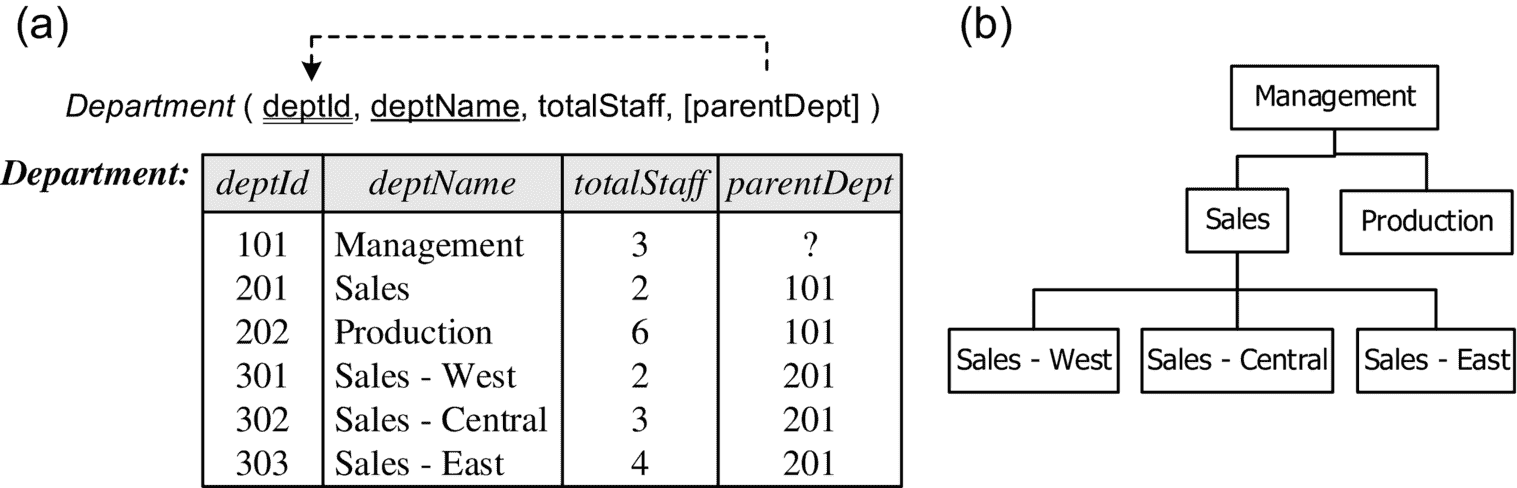 (a)
Department ( deptId, deptName, totalStaff, [parentDept] )
Department:
deptId deptName totalStaff parentDept
101 Management 3 ?
201 Sales 2 101
202 Production 6 101
301 Sales - West 2 201
302 Sales - Central 3 201
303 Sales - East 4 201
(b)
Management
Sales
Production
Sales - West
Sales - Central
Sales - East